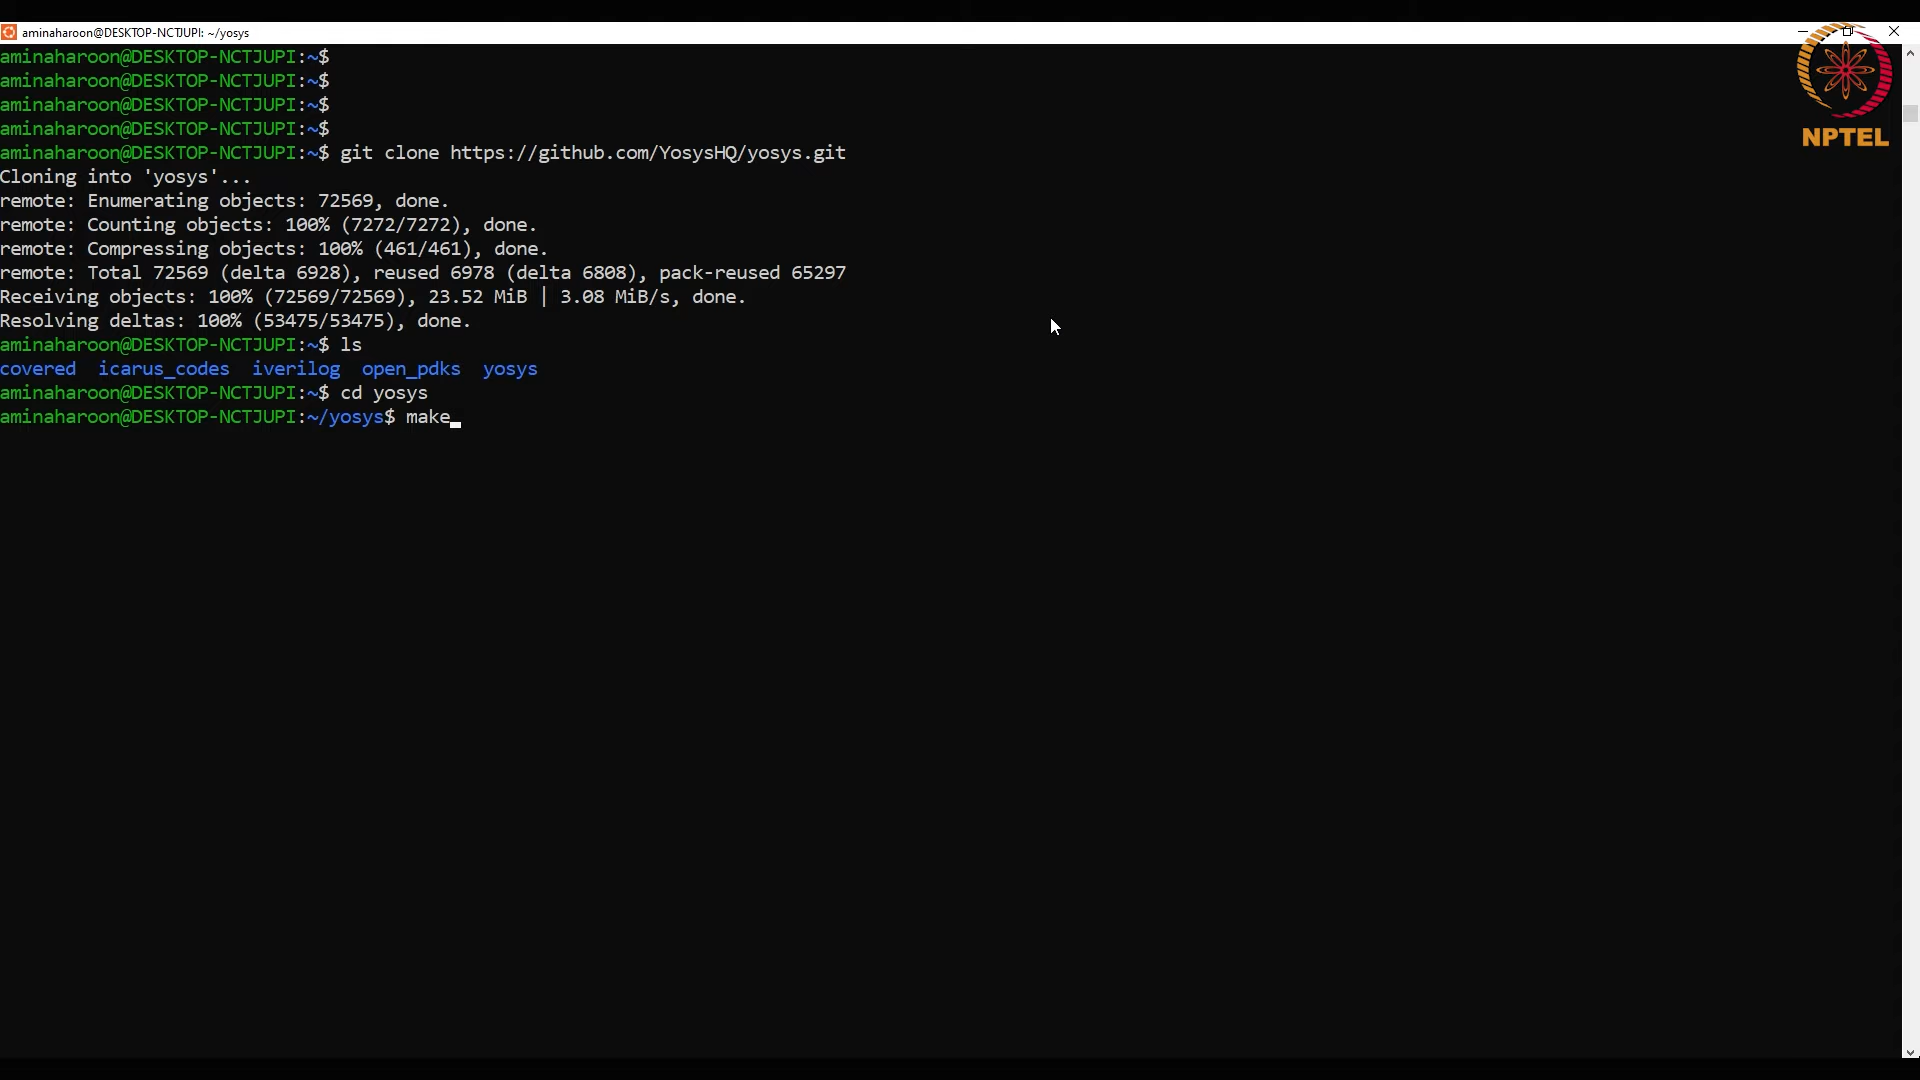 aminaharoon@DESKTOP-NCTJUPI: ~/yosys
aminaharoon@DESKTOP-NCTJUPI:~$
aminaharoon@DESKTOP-NCTJUPI:~$
aminaharoon@DESKTOP-NCTJUPI:~$
aminaharoon@DESKTOP-NCTJUPI:~$
NPTEL
aminaharoon@DESKTOP-NCTJUPI:~$ git clone https://github.com/YosysHQ/yosys.git
Cloning into 'yosys'...
remote: Enumerating objects: 72569, done.
remote: Counting objects: 100% (7272/7272), done.
remote: Compressing objects: 100% (461/461), done.
remote: Total 72569 (delta 6928), reused 6978 (delta 6808), pack-reused 65297
Receiving objects: 100% (72569/72569), 23.52 MiB | 3.08 MiB/s, done.
Resolving deltas: 100% (53475/53475), done.
aminaharoon@DESKTOP-NCTJUPI:~$ ls
covered  icarus_codes  iverilog  open_pdks  yosys
aminaharoon@DESKTOP-NCTJUPI:~$ cd yosys
aminaharoon@DESKTOP-NCTJUPI:~/yosys$ make